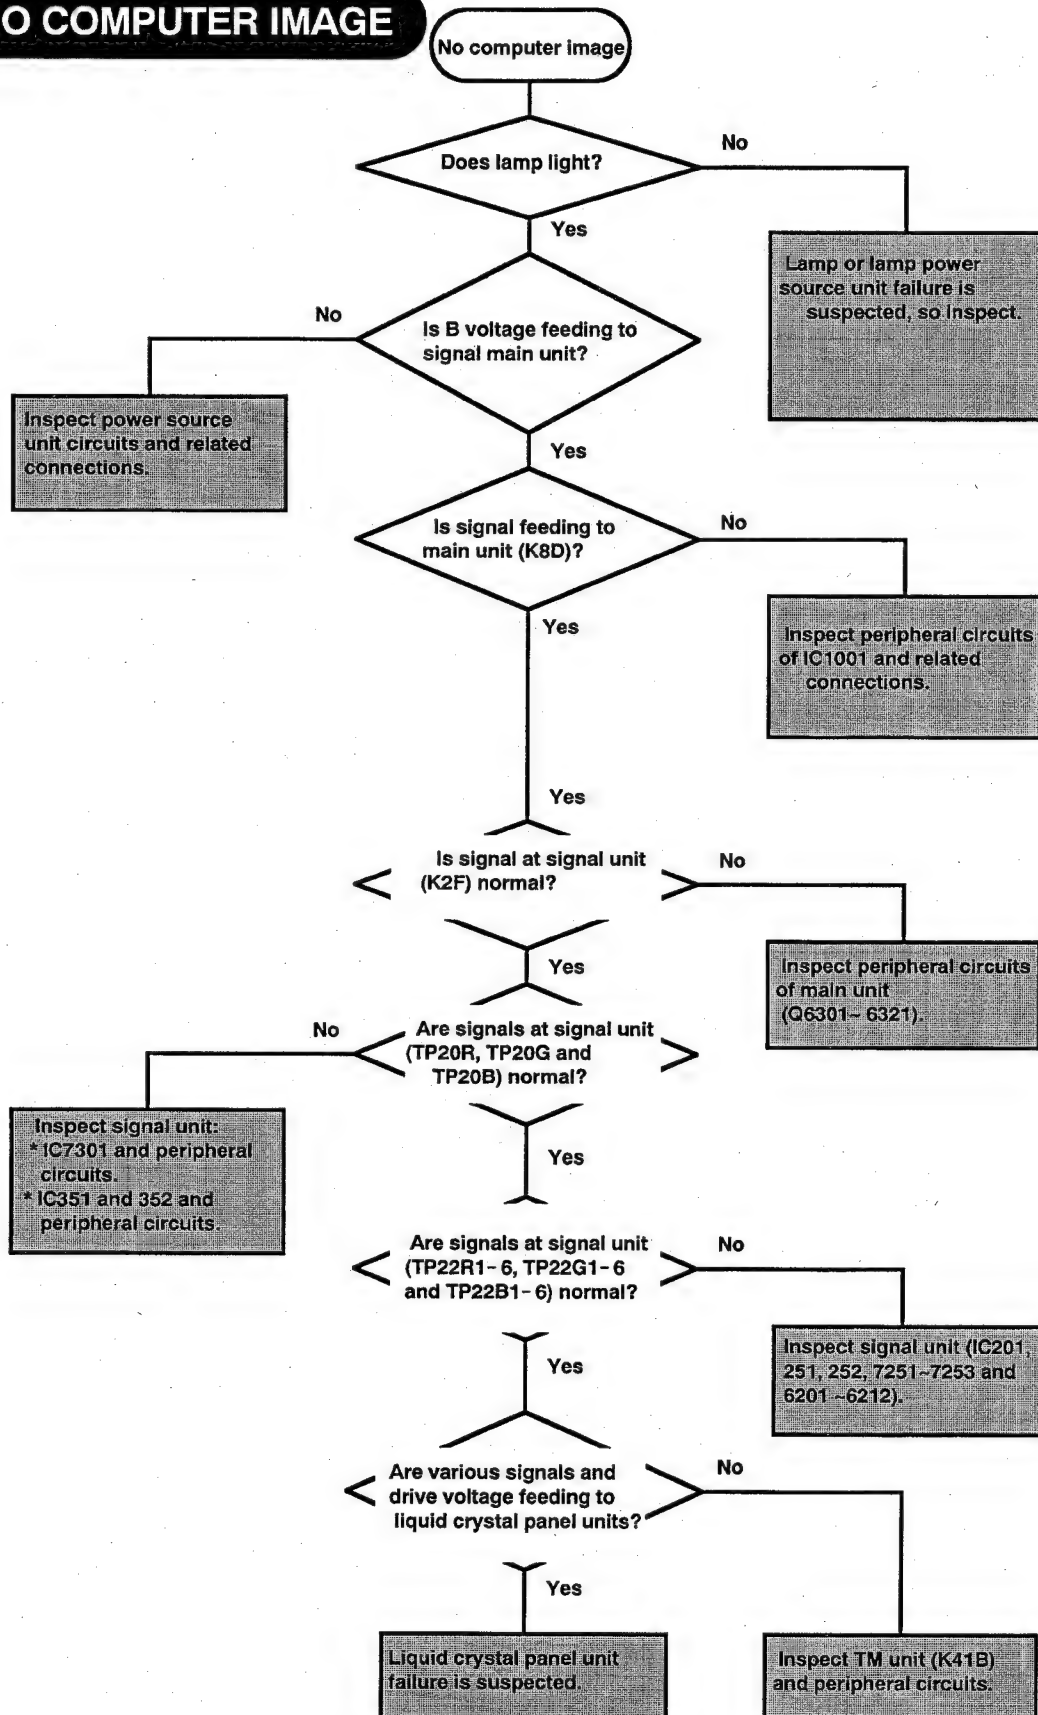 O COMPUTER IMAGE
No computer image
Does lamp light?
No
Yes
Lamp or lamp power
source unit failure is
suspected, so Inspect.
No
Is B voltage feeding to
signal main unit?
Inspect power source
unit circuits and related
connections.
Yes
Is signal feeding to
main unit (K8D)?
No
Yes
Inspect peripheral circuits
of IC1001 and related
connections.
Yes
Is signal at signal unit
(K2F) normal?
No
Yes
Inspect peripheral circuits
of main unit
(Q6301~ 6321).
No
Are signals at signal unit
(TP20R, TP20G and
TP20B) normal?
Inspect signal unit:
* IC7301 and peripheral
circuits.
* IC351 and 352 and
peripheral circuits.
Yes
Are signals at signal unit
(TP22R1-6, TP22G1-6
and TP22B1-6) normal?
No
Yes
Inspect signal unit (IC201,
251, 252, 7251~7253 and
6201~6212).
Are various signals and
drive voltage feeding to
liquid crystal panel units?
No
Yes
Liquid crystal panel unit
failure is suspected.
Inspect TM unit (K41B)
and peripheral circuits.